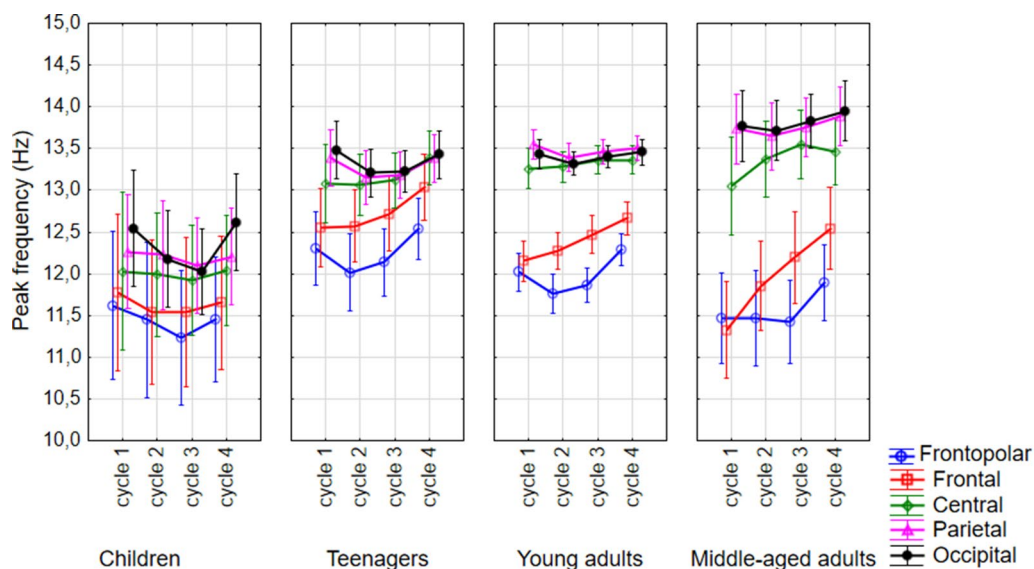 Peak frequency (Hz)
15,0
14,5
14,0
13,5
13,0
12,5
12,0
11,5
11,0
10,5
10,0
cycle 1
cycle 2
cycle 3
cycle 4
cycle 1
cycle 2
cycle 3
cycle 4
cycle 1
cycle 2
cycle 3
cycle 4
cycle 1
cycle 2
cycle 3
cycle 4
Children
Teenagers
Young adults
Middle-aged adults
Frontopolar
Frontal
Central
Parietal
Occipital